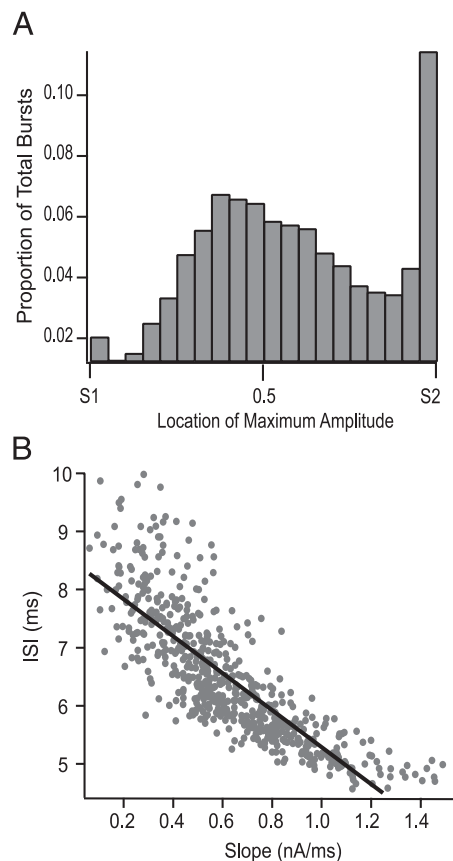 A
Proportion of Total Bursts
0.10
0.08
0.06
0.04
0.02
S1 0.5 S2
Location of Maximum Amplitude
B
ISI (ms)
10
9
8
7
6
5
0.2 0.4 0.6 0.8 1.0 1.2 1.4
Slope (nA/ms)